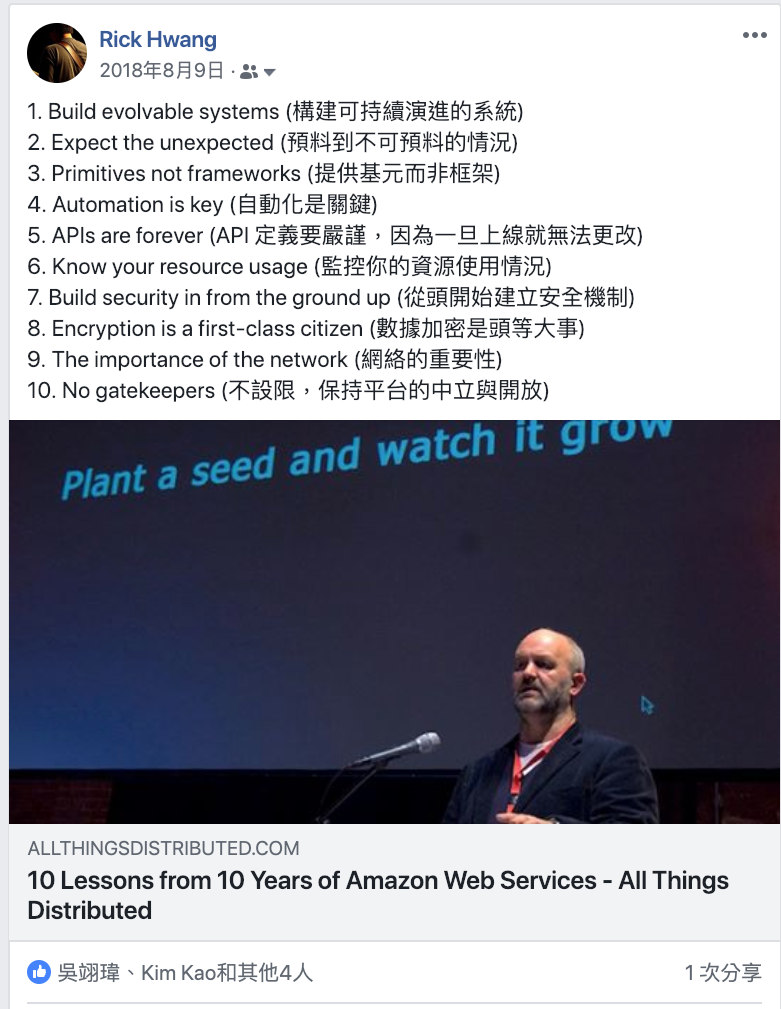 Rick Hwang
2018年8月9日 ·
1. Build evolvable systems (構建可持續演進的系統)
2. Expect the unexpected (預料到不可預料的情況)
3. Primitives not frameworks (提供基元而非框架)
4. Automation is key (自動化是關鍵)
5. APIs are forever (API 定義要嚴謹，因為一旦上線就無法更改)
6. Know your resource usage (監控你的資源使用情況)
7. Build security in from the ground up (從頭開始建立安全機制)
8. Encryption is a first-class citizen (數據加密是頭等大事)
9. The importance of the network (網絡的重要性)
10. No gatekeepers (不設限，保持平台的中立與開放)
Plant a seed and watch it grow
ALLTHINGSDISTRIBUTED.COM
10 Lessons from 10 Years of Amazon Web Services - All Things
Distributed
吳翊瑋、Kim Kao和其他4人 1 次分享